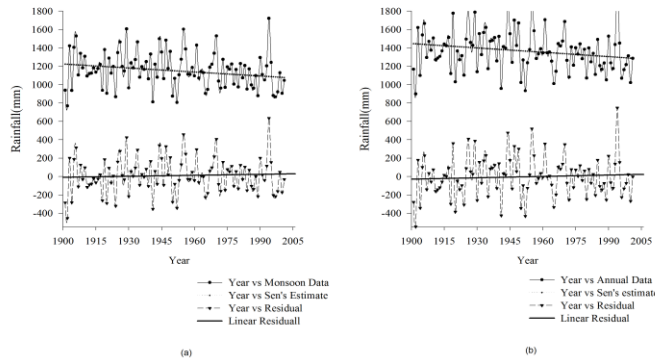 (a)
Rainfall(mm)
1800
1600
1400
1200
1000
800
600
400
200
0
-200
-400
1900 1915 1930 1945 1960 1975 1990 2005
Year
Year vs Monsoon Data
Year vs Sen's Estimate
Year vs Residual
Linear Residuall
(a)
(b)
Rainfall(mm)
1800
1600
1400
1200
1000
800
600
400
200
0
-200
-400
1900 1915 1930 1945 1960 1975 1990 2005
Year
Year vs Annual Data
Year vs Sen's estimate
Year vs Residual
Linear Residual
(b)